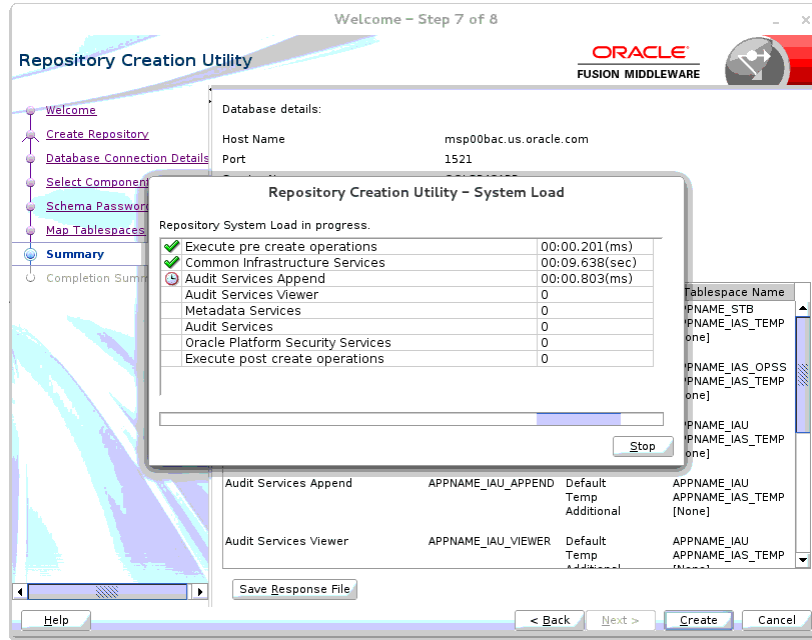 Welcome – Step 7 of 8
Repository Creation Utility
ORACLE
FUSION MIDDLEWARE
Welcome
Create Repository
Database Connection Details
Select Component
Schema Password
Map Tablespaces
Summary
Completion Summ
Database details:
Host Name msp00bac.us.oracle.com
Port 1521
Repository Creation Utility – System Load
Repository System Load in progress.
Execute pre create operations 00:00.201(ms)
Common Infrastructure Services 00:09.638(sec)
Audit Services Append 00:00.803(ms)
Audit Services Viewer 0
Metadata Services 0
Audit Services 0
Oracle Platform Security Services 0
Execute post create operations 0
Stop
Tablespace Name
PPNAME_STB
PPNAME_IAS_TEMP
one]
PPNAME_IAS_OPSS
PPNAME_IAS_TEMP
one]
PPNAME_IAU
PPNAME_IAS_TEMP
one]
Audit Services Append APPNAME_IAU_APPEND Default APPNAME_IAU
Temp APPNAME_IAS_TEMP
Additional [None]
Audit Services Viewer APPNAME_IAU_VIEWER Default APPNAME_IAU
Temp APPNAME_IAS_TEMP
Save Response File
Help < Back Next > Create Cancel